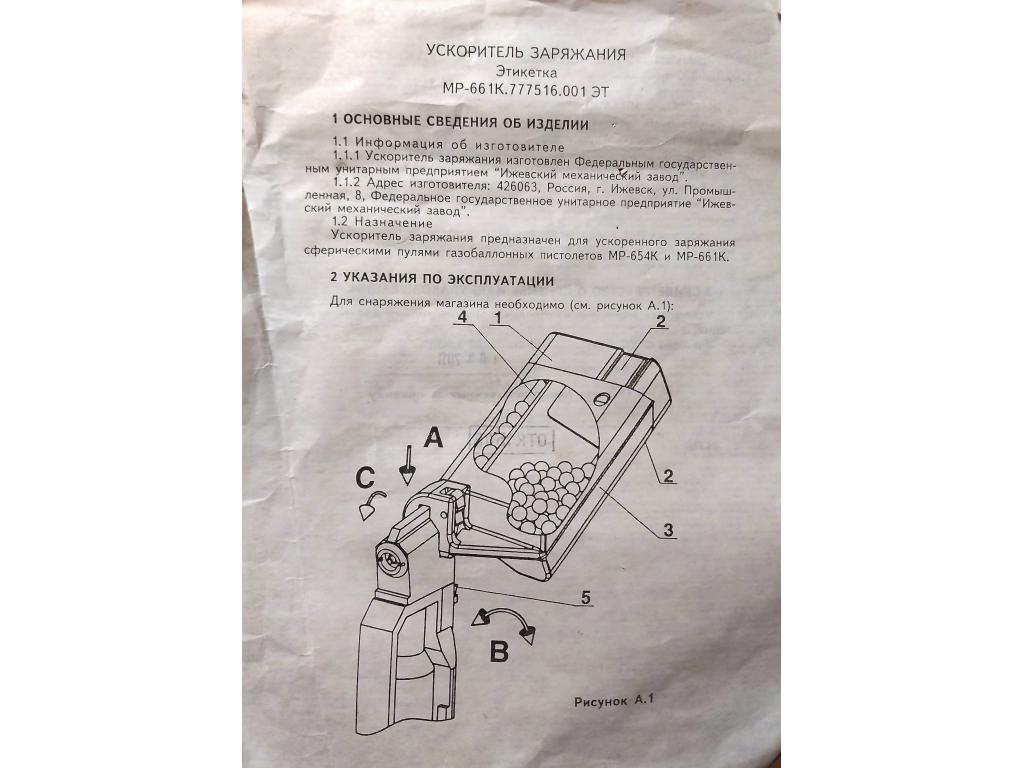 УСКОРИТЕЛЬ ЗАРЯЖАНИЯ
Этикетка
МР-661К.777516.001 ЭТ
1 ОСНОВНЫЕ СВЕДЕНИЯ ОБ ИЗДЕЛИИ
1.1 Информация об изготовителе
1.1.1 Ускоритель заряжания изготовлен Федеральным государствен-
ным унитарным предприятием “Ижевский механический завод”.
1.1.2 Адрес изготовителя: 426063, Россия, г. Ижевск, ул. Промыш-
ленная, 8, Федеральное государственное унитарное предприятие “Ижев-
ский механический завод”.
1.2 Назначение
Ускоритель заряжания предназначен для ускоренного заряжания
сферическими пулями газобаллонных пистолетов МР-654К и МР-661К.
2 УКАЗАНИЯ ПО ЭКСПЛУАТАЦИИ
Для снаряжения магазина необходимо (см. рисунок А.1):
4 1 2
A
C
2
3
5
B
ОТК
Рисунок А.1